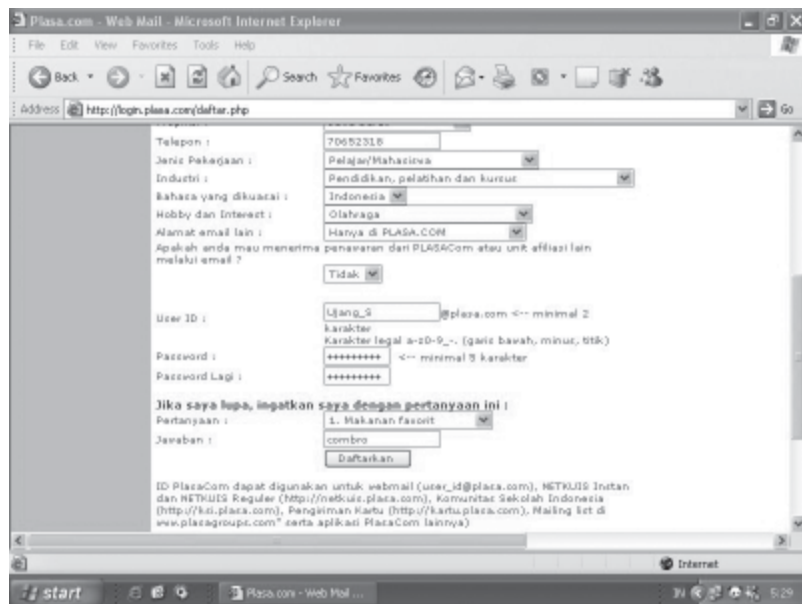 Plasa.com - Web Mail - Microsoft Internet Explorer
File Edit View Favorites Tools Help
Back Search Favorites
Address http://login.plasa.com/daftar.php Go
Telepon : 70652318
Jenis Pekerjaan : Pelajar/Mahasiswa
Industri : Pendidikan, pelatihan dan kursus
Bahasa yang dikuasai : Indonesia
Hobby dan Interest : Olahraga
Alamat email lain : Hanya di PLASA.COM
Apakah anda mau menerima penawaran dari PLASACom atau unit afiliasi lain
melalui email ?
Tidak
User ID : Ujang_S @plasa.com <-- minimal 2
karakter
Karakter legal a-z0-9_-. (garis bawah, minus, titik)
Password : +++++++++ <-- minimal 5 karakter
Password Lagi : +++++++++
Jika saya lupa, ingatkan saya dengan pertanyaan ini :
Pertanyaan : 1. Makanan favorit
Jawaban : combro
Daftarkan
ID PlasaCom dapat digunakan untuk webmail (user_id@plasa.com), NETKUIS Instan
dan NETKUIS Reguler (http://netkuis.plasa.com), Komunitas Sekolah Indonesia
(http://ksi.plasa.com), Pengiriman Kartu (http://kartu.plasa.com), Mailing list di
www.plasagroups.com" serta aplikasi PlasaCom lainnya)
Internet
start Plasa.com - Web Mail ... IN 5:29